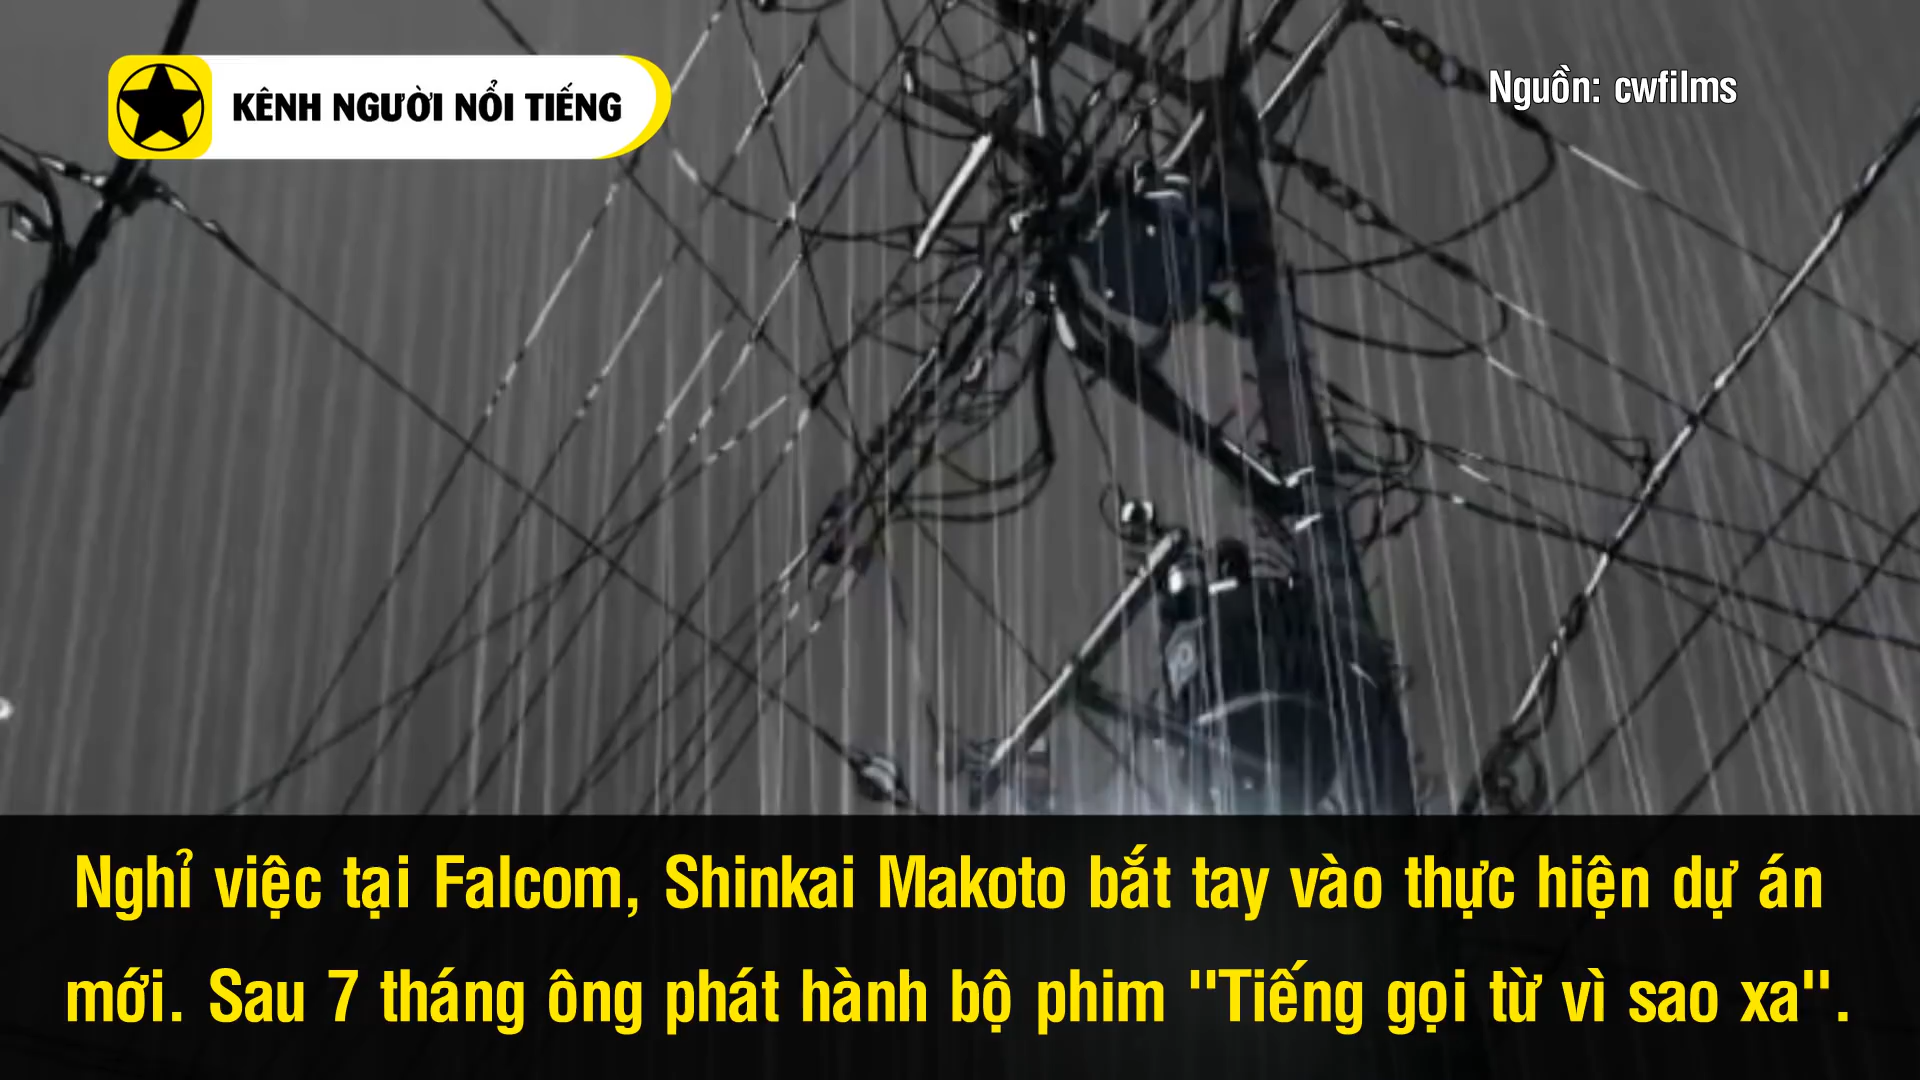 KÊNH NGƯỜI NỔI TIẾNG
Nguồn: cwfilms
Nghỉ việc tại Falcom, Shinkai Makoto bắt tay vào thực hiện dự án
mới. Sau 7 tháng ông phát hành bộ phim "Tiếng gọi từ vì sao xa".